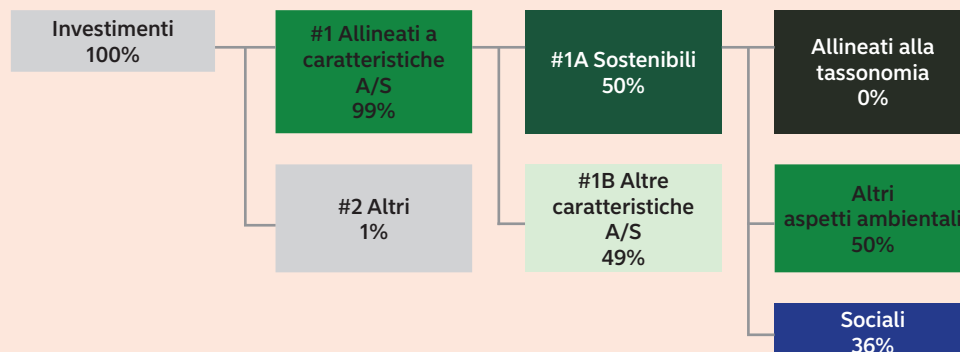 Investimenti
100%
#1 Allineati a
caratteristiche
A/S
99%
#1A Sostenibili
50%
Allineati alla
tassonomia
0%
#2 Altri
1%
#1B Altre
caratteristiche
A/S
49%
Altri
aspetti ambientali
50%
Sociali
36%